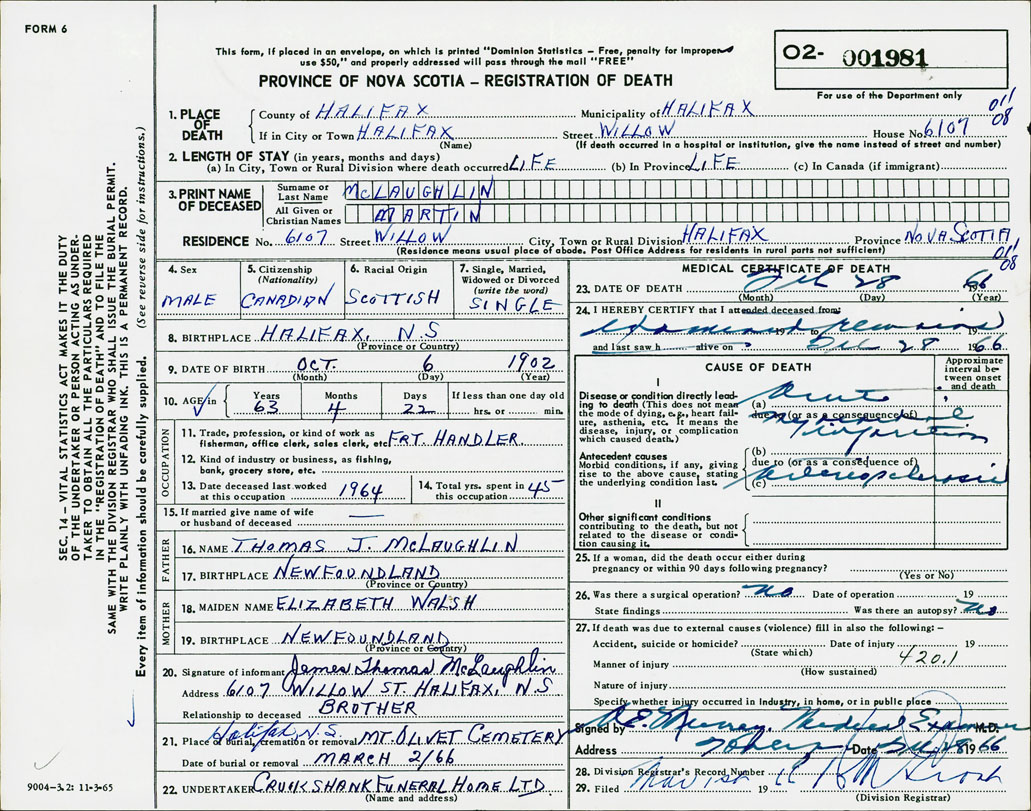 FORM 6
This form, if placed in an envelope, on which is printed "Dominion Statistics – Free, penalty for improper
use $50," and properly addressed will pass through the mail "FREE"
PROVINCE OF NOVA SCOTIA – REGISTRATION OF DEATH
02- 001981
For use of the Department only
011
08
1. PLACE OF DEATH
County of HALIFAX Municipality of HALIFAX
If in City or Town HALIFAX Street WILLOW House No. 6107
(Name) (If death occurred in a hospital or institution, give the name instead of street and number)
2. LENGTH OF STAY (in years, months and days)
(a) In City, Town or Rural Division where death occurred LIFE (b) In Province LIFE (c) In Canada (if immigrant)
3. PRINT NAME OF DECEASED
Surname or Last Name McLAUGHLIN
All Given or Christian Names MARTIN
RESIDENCE No. 6107 Street WILLOW City, Town or Rural Division HALIFAX Province NOVA SCOTIA
(Residence means usual place of abode. Post Office Address for residents in rural parts not sufficient)
011
08
4. Sex MALE
5. Citizenship (Nationality) CANADIAN
6. Racial Origin SCOTTISH
7. Single, Married, Widowed or Divorced (write the word) SINGLE
8. BIRTHPLACE HALIFAX, N.S
(Province or Country)
9. DATE OF BIRTH OCT. 6 1902
(Month) (Day) (Year)
10. AGE in Years Months Days If less than one day old
63 4 22 hrs. or min.
OCCUPATION
11. Trade, profession, or kind of work as
fisherman, office clerk, sales clerk, etc. FRT. HANDLER.
12. Kind of industry or business, as fishing,
bank, grocery store, etc.
13. Date deceased last worked at this occupation 1964
14. Total yrs. spent in this occupation 45
15. If married give name of wife
or husband of deceased —
FATHER
16. NAME THOMAS J. McLAUGHLIN
17. BIRTHPLACE NEWFOUNDLAND
(Province or Country)
MOTHER
18. MAIDEN NAME ELIZABETH WALSH
19. BIRTHPLACE NEWFOUNDLAND
(Province or Country)
20. Signature of informant James Thomas McLaughlin
Address 6107 WILLOW ST. HALIFAX, N S
Relationship to deceased BROTHER
Halifax N.S.
21. Place of burial, cremation or removal MT. OLIVET CEMETERY
Date of burial or removal MARCH 2/66
22. UNDERTAKER CRUIKSHANK FUNERAL HOME LTD.
(Name and address)
MEDICAL CERTIFICATE OF DEATH
23. DATE OF DEATH Feb 28 1966
(Month) (Day) (Year)
24. I HEREBY CERTIFY that I attended deceased from:
19 to 19
and last saw h alive on Feb 28 1966
CAUSE OF DEATH
Approximate interval between onset and death
I
Disease or condition directly leading to death (This does not mean the mode of dying, e.g., heart failure, asthenia, etc. It means the disease, injury, or complication which caused death.)
(a) Acute
due to (or as a consequence of)
myocardial
infarction
Antecedent causes
Morbid conditions, if any, giving rise to the above cause, stating the underlying condition last.
(b)
due to (or as a consequence of)
(c) arteriosclerosis
II
Other significant conditions
contributing to the death, but not related to the disease or condition causing it.
25. If a woman, did the death occur either during
pregnancy or within 90 days following pregnancy?
(Yes or No)
26. Was there a surgical operation? No Date of operation 19
State findings Was there an autopsy? No
27. If death was due to external causes (violence) fill in also the following: –
Accident, suicide or homicide? Date of injury 19
(State which) 420.1
Manner of injury
(How sustained)
Nature of injury
Specify whether injury occurred in industry, in home, or in public place
Signed by Murray Medical Examiner M.D.
Address Date Feb 28 1966
28. Division Registrar's Record Number
29. Filed Mar 1st 1966
(Division Registrar)
SEC. 14 – VITAL STATISTICS ACT MAKES IT THE DUTY
OF THE UNDERTAKER OR PERSON ACTING AS UNDER-
TAKER TO OBTAIN ALL THE PARTICULARS REQUIRED
IN THE "REGISTRATION OF DEATH" AND TO FILE THE
SAME WITH THE DIVISION REGISTRAR WHO SHALL ISSUE THE BURIAL PERMIT.
WRITE PLAINLY WITH UNFADING INK. THIS IS A PERMANENT RECORD.
Every item of information should be carefully supplied. (See reverse side for instructions.)
9004-3.2: 11-3-65